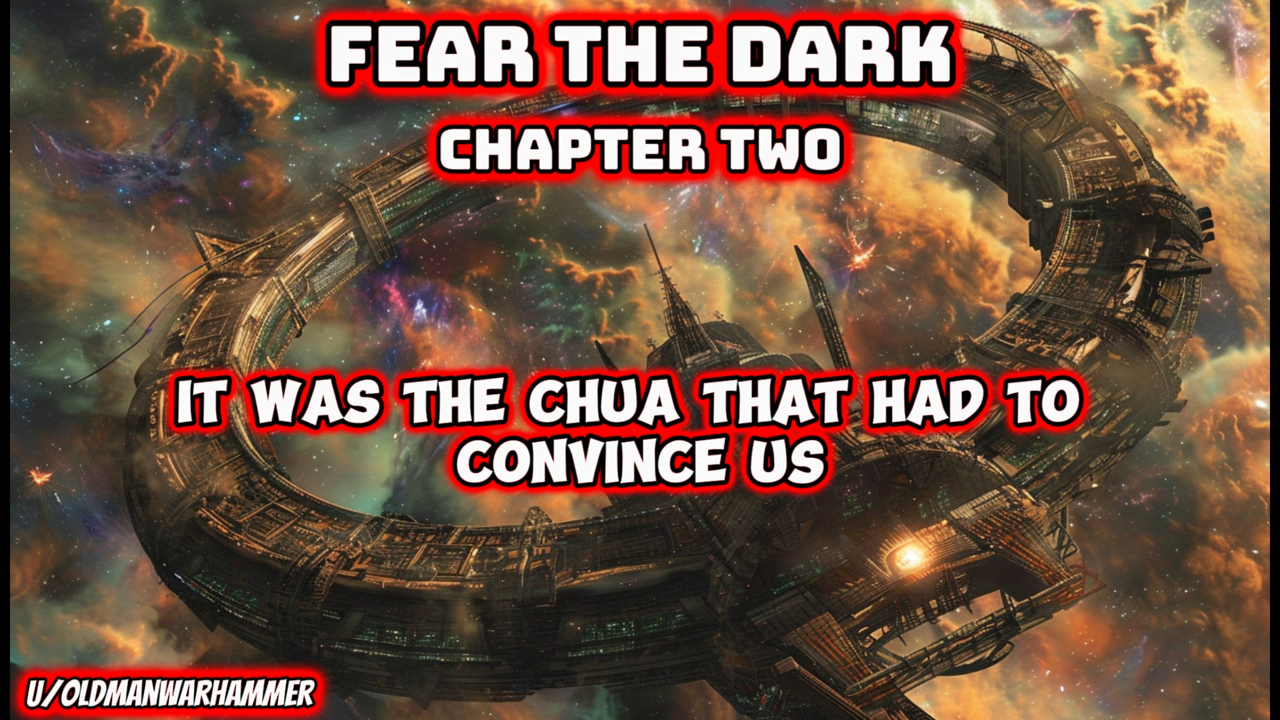 FEAR THE DARK
CHAPTER TWO
IT WAS THE CHUA THAT HAD TO
CONVINCE US
U/OLDMANWARHAMMER